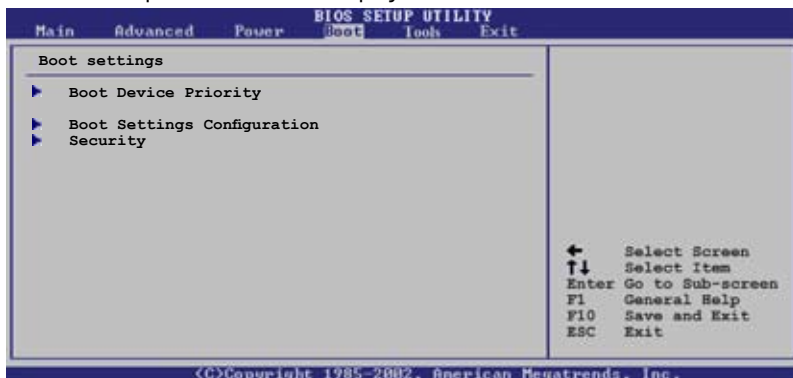 BIOS SETUP UTILITY
Main Advanced Power Boot Tools Exit
Boot settings
Boot Device Priority
Boot Settings Configuration
Security
← Select Screen
↑↓ Select Item
Enter Go to Sub-screen
F1 General Help
F10 Save and Exit
ESC Exit
(C)Copyright 1985-2002, American Megatrends, Inc.